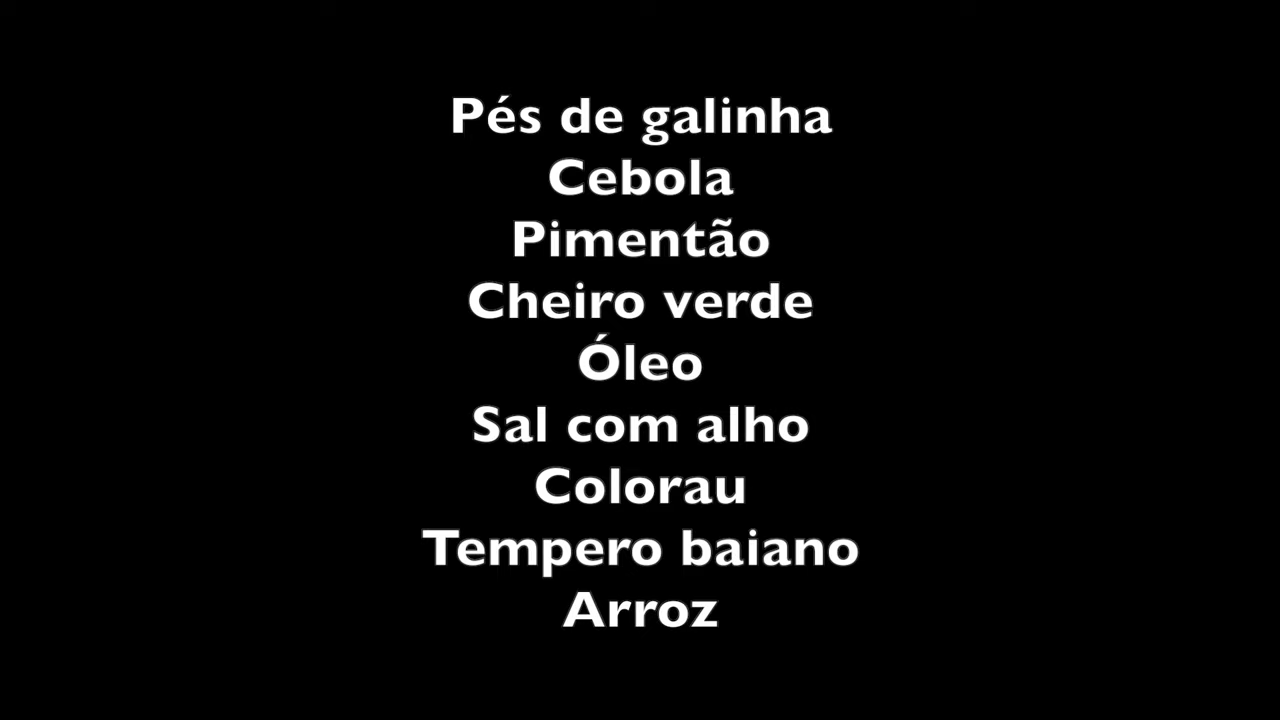 Pés de galinha
Cebola
Pimentão
Cheiro verde
Óleo
Sal com alho
Colorau
Tempero baiano
Arroz